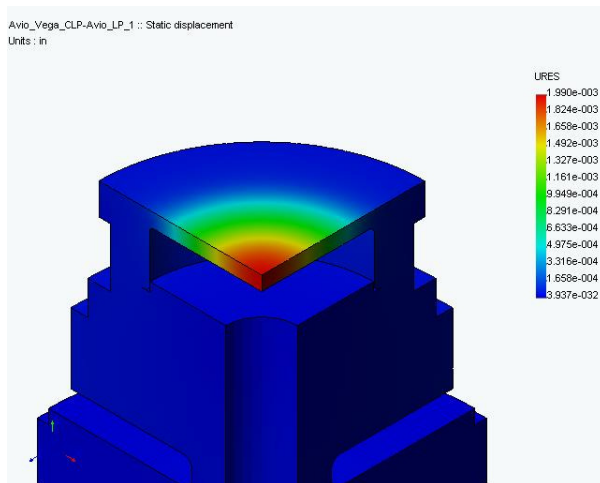 Avio_Vega_CLP-Avio_LP_1 :: Static displacement
Units : in
URES
1.990e-003
1.824e-003
1.658e-003
1.492e-003
1.327e-003
1.161e-003
9.949e-004
8.291e-004
6.633e-004
4.975e-004
3.316e-004
1.658e-004
3.937e-032